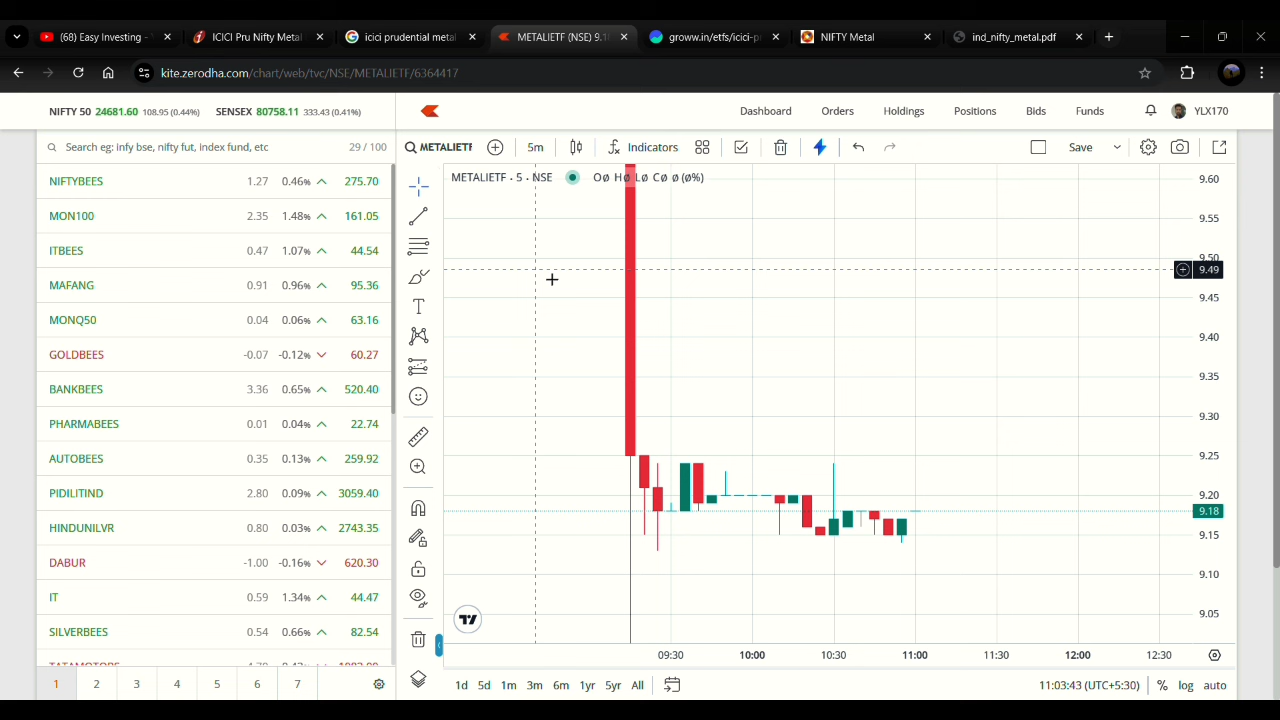 (68) Easy Investing -
ICICI Pru Nifty Metal
icici prudential metal
METALIETF (NSE) 9.1
groww.in/etfs/icici-p
NIFTY Metal
ind_nifty_metal.pdf
kite.zerodha.com/chart/web/tvc/NSE/METALIETF/6364417
NIFTY 50 24681.60 108.95 (0.44%) SENSEX 80758.11 333.43 (0.41%)
Dashboard Orders Holdings Positions Bids Funds YLX170
Search eg: infy bse, nifty fut, index fund, etc 29 / 100
METALIETF 5m Indicators Save
NIFTYBEES 1.27 0.46% 275.70
MON100 2.35 1.48% 161.05
ITBEES 0.47 1.07% 44.54
MAFANG 0.91 0.96% 95.36
MONQ50 0.04 0.06% 63.16
GOLDBEES -0.07 -0.12% 60.27
BANKBEES 3.36 0.65% 520.40
PHARMABEES 0.01 0.04% 22.74
AUTOBEES 0.35 0.13% 259.92
PIDILITIND 2.80 0.09% 3059.40
HINDUNILVR 0.80 0.03% 2743.35
DABUR -1.00 -0.16% 620.30
IT 0.59 1.34% 44.47
SILVERBEES 0.54 0.66% 82.54
1 2 3 4 5 6 7
METALIETF · 5 · NSE OØ HØ LØ CØ Ø (Ø%)
9.60
9.55
9.50
9.49
9.45
9.40
9.35
9.30
9.25
9.20
9.18
9.15
9.10
9.05
09:30 10:00 10:30 11:00 11:30 12:00 12:30
1d 5d 1m 3m 6m 1yr 5yr All 11:03:43 (UTC+5:30) % log auto